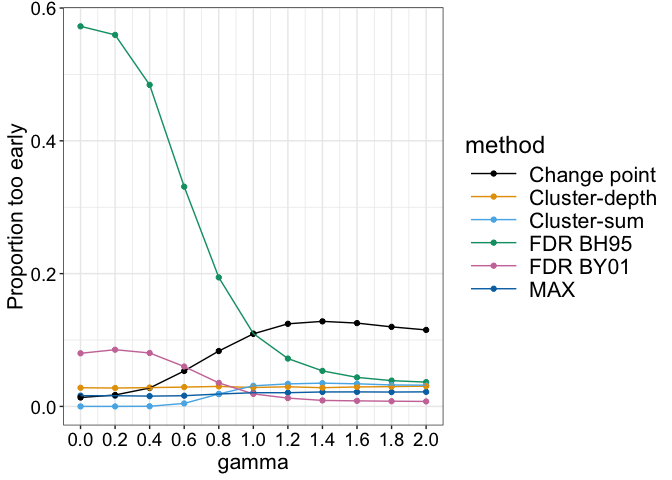 0.6
0.4
0.2
0.0
Proportion too early
0.0 0.2 0.4 0.6 0.8 1.0 1.2 1.4 1.6 1.8 2.0
gamma
method
Change point
Cluster-depth
Cluster-sum
FDR BH95
FDR BY01
MAX